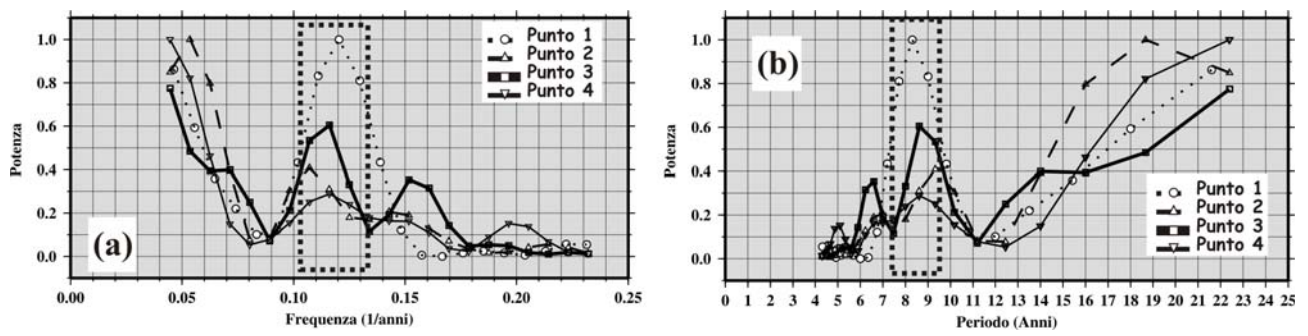 1.0
0.8
0.6
0.4
0.2
0.0
Potenza
(a)
Punto 1
Punto 2
Punto 3
Punto 4
0.00 0.05 0.10 0.15 0.20 0.25
Frequenza (1/anni)
1.0
0.8
0.6
0.4
0.2
0.0
Potenza
(b)
Punto 1
Punto 2
Punto 3
Punto 4
0 1 2 3 4 5 6 7 8 9 10 11 12 13 14 15 16 17 18 19 20 21 22 23 24 25
Periodo (Anni)